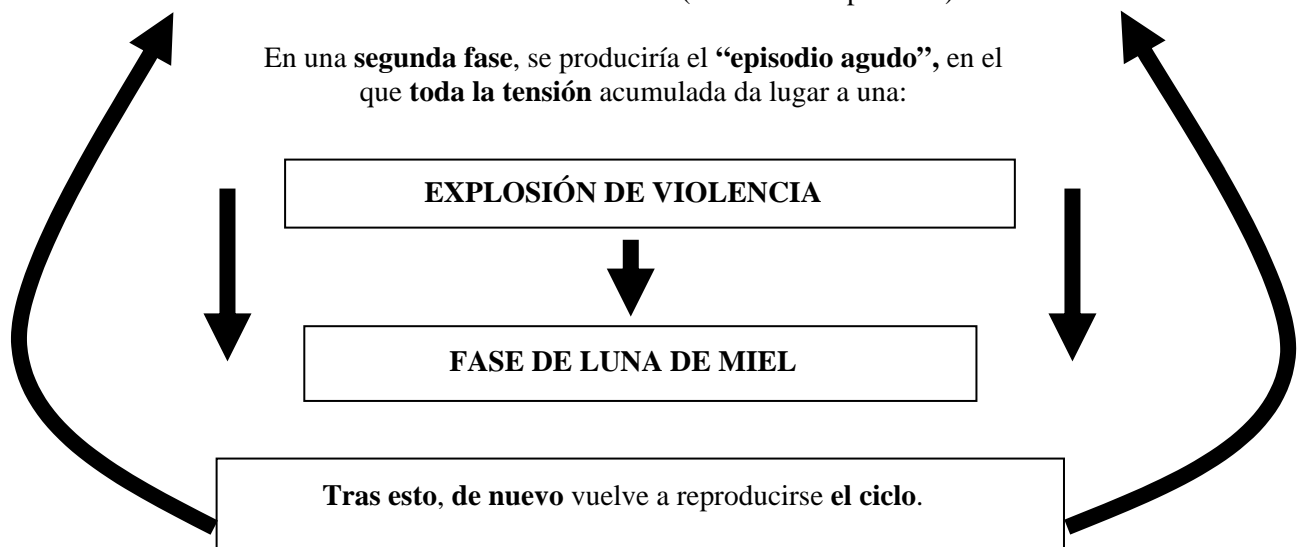 En una segunda fase, se produciría el “episodio agudo”, en el
que toda la tensión acumulada da lugar a una:
EXPLOSIÓN DE VIOLENCIA
FASE DE LUNA DE MIEL
Tras esto, de nuevo vuelve a reproducirse el ciclo.